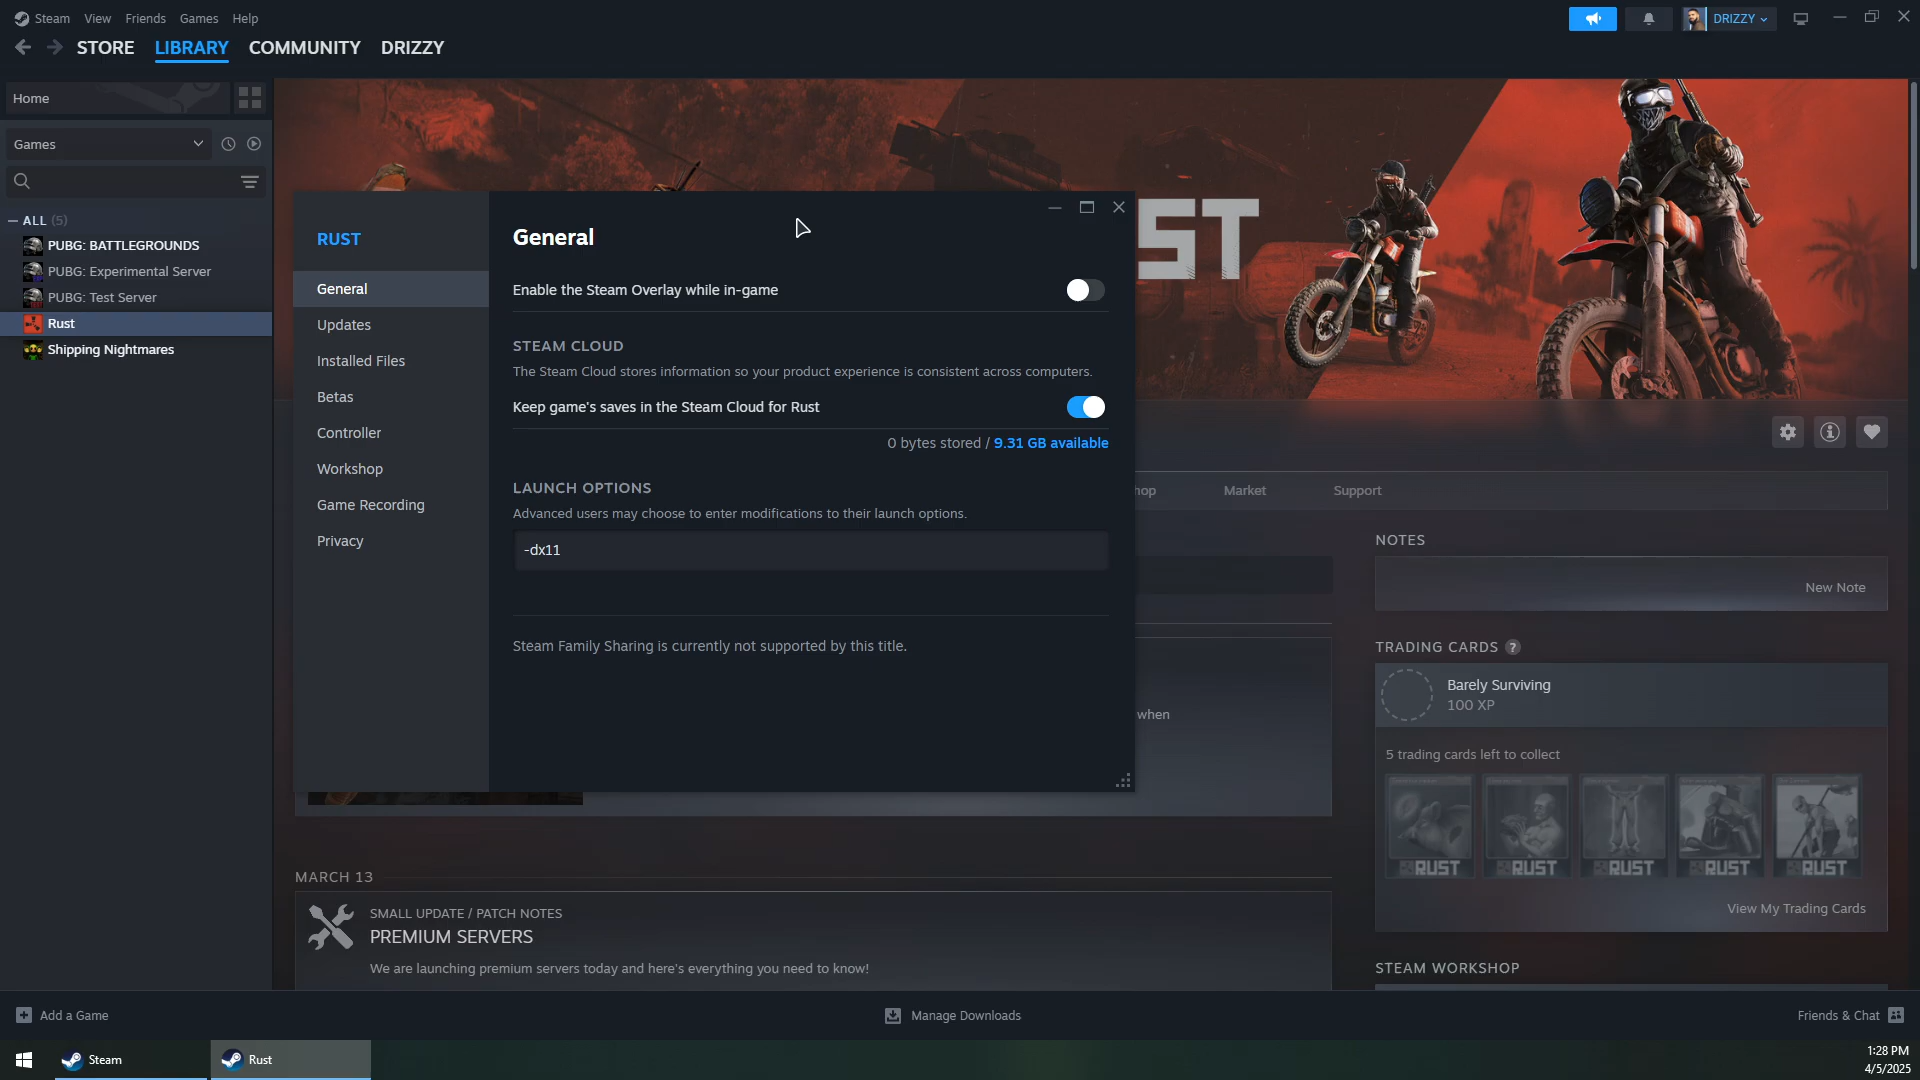 Steam View Friends Games Help
DRIZZY
STORE LIBRARY COMMUNITY DRIZZY
Home
Games
ALL (5)
PUBG: BATTLEGROUNDS
PUBG: Experimental Server
PUBG: Test Server
Rust
Shipping Nightmares
ST
RUST
General
Updates
Installed Files
Betas
Controller
Workshop
Game Recording
Privacy
General
Enable the Steam Overlay while in-game
STEAM CLOUD
The Steam Cloud stores information so your product experience is consistent across computers.
Keep game's saves in the Steam Cloud for Rust
0 bytes stored / 9.31 GB available
LAUNCH OPTIONS
Advanced users may choose to enter modifications to their launch options.
-dx11
Steam Family Sharing is currently not supported by this title.
hop Market Support
when
MARCH 13
SMALL UPDATE / PATCH NOTES
PREMIUM SERVERS
We are launching premium servers today and here's everything you need to know!
NOTES
New Note
TRADING CARDS ?
Barely Surviving
100 XP
5 trading cards left to collect
RUST RUST RUST RUST RUST
View My Trading Cards
STEAM WORKSHOP
Add a Game Manage Downloads Friends & Chat
Steam Rust
1:28 PM
4/5/2025